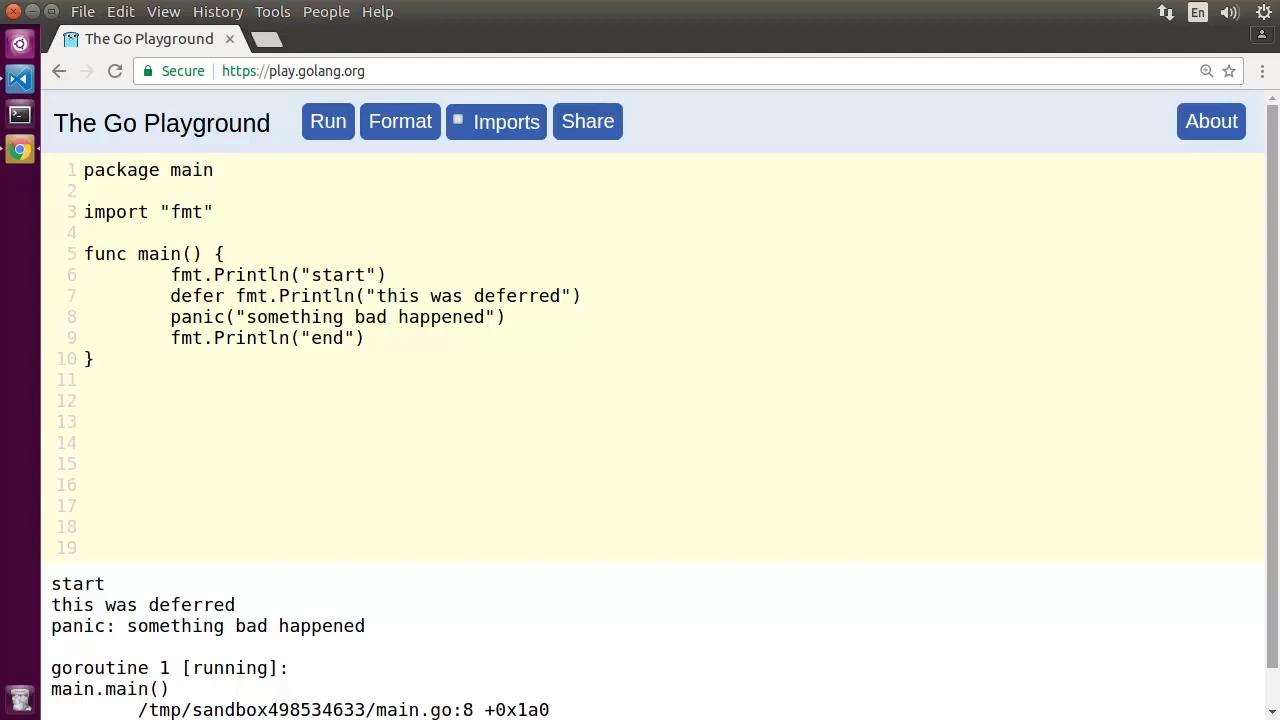 File Edit View History Tools People Help
En
The Go Playground
Secure https://play.golang.org
The Go Playground Run Format Imports Share About
1 package main
2
3 import "fmt"
4
5 func main() {
6 fmt.Println("start")
7 defer fmt.Println("this was deferred")
8 panic("something bad happened")
9 fmt.Println("end")
10 }
11
12
13
14
15
16
17
18
19
start
this was deferred
panic: something bad happened
goroutine 1 [running]:
main.main()
/tmp/sandbox498534633/main.go:8 +0x1a0